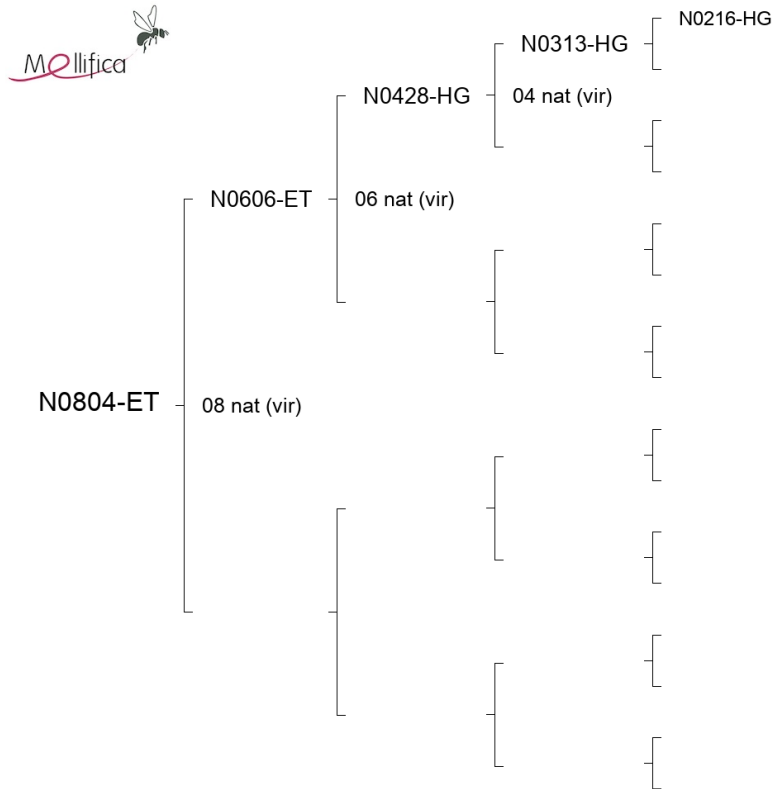 Mellifica
N0216-HG
N0313-HG
N0428-HG
04 nat (vir)
N0606-ET
06 nat (vir)
N0804-ET
08 nat (vir)